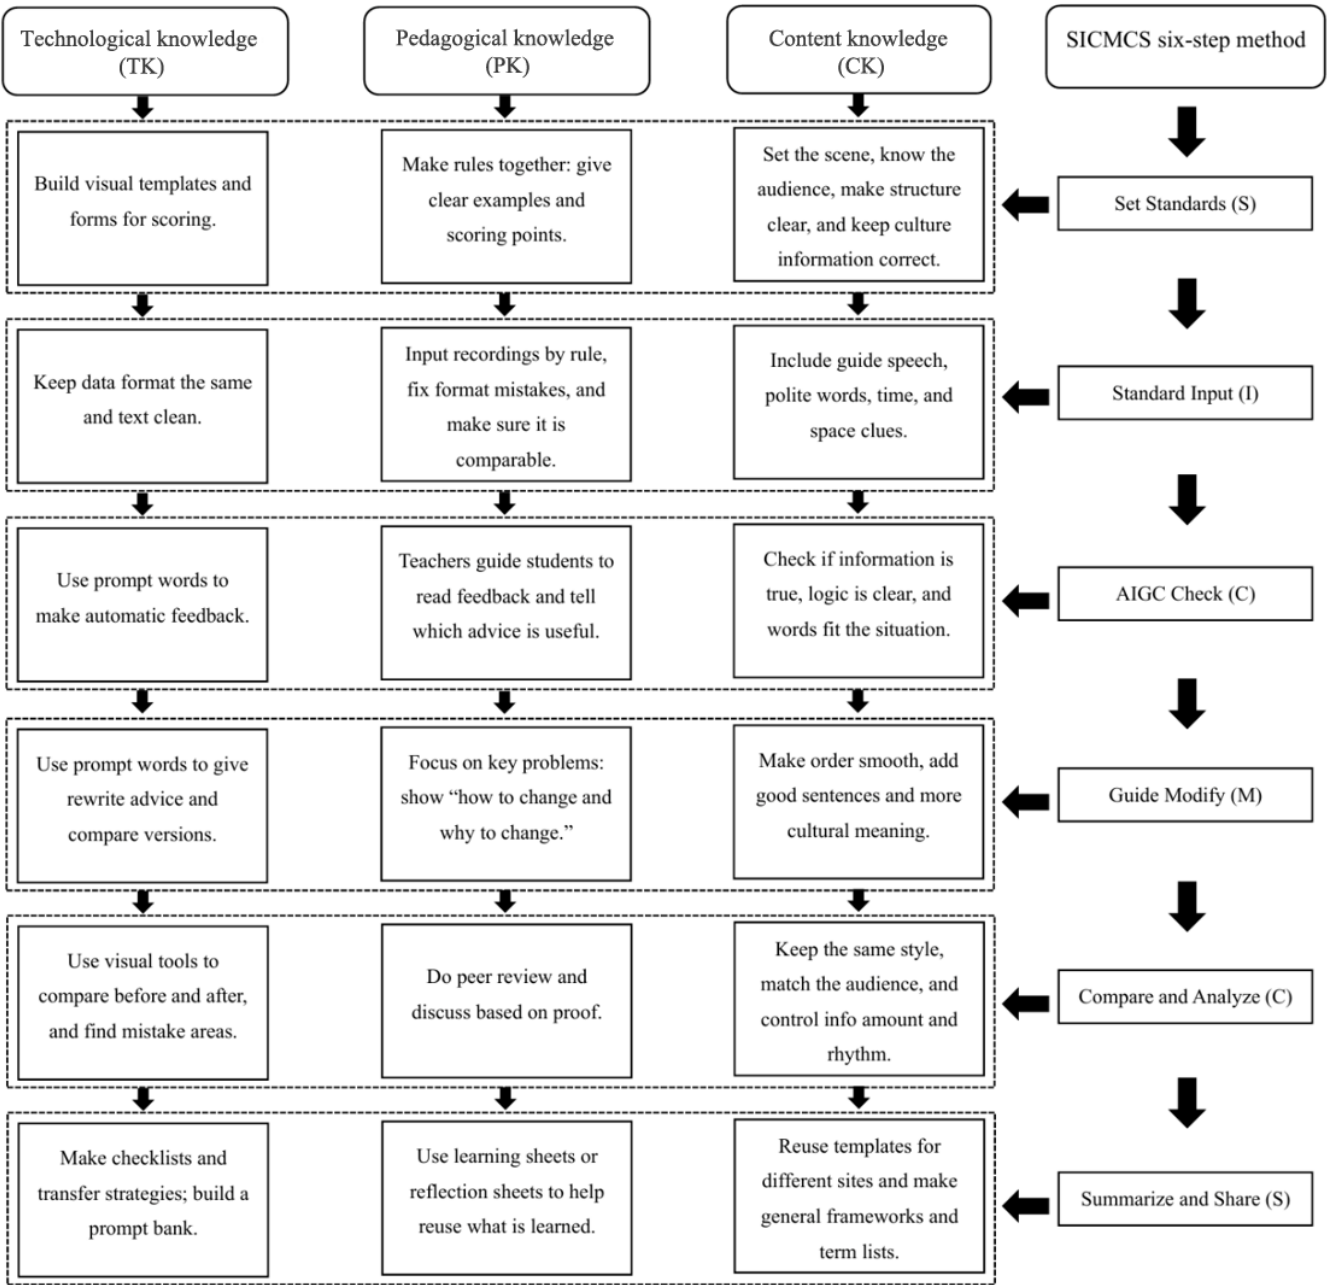 Technological knowledge
(TK)
Pedagogical knowledge
(PK)
Content knowledge
(CK)
SICMCS six-step method
Build visual templates and
forms for scoring.
Make rules together: give
clear examples and
scoring points.
Set the scene, know the
audience, make structure
clear, and keep culture
information correct.
Set Standards (S)
Keep data format the same
and text clean.
Input recordings by rule,
fix format mistakes, and
make sure it is
comparable.
Include guide speech,
polite words, time, and
space clues.
Standard Input (I)
Use prompt words to
make automatic feedback.
Teachers guide students to
read feedback and tell
which advice is useful.
Check if information is
true, logic is clear, and
words fit the situation.
AIGC Check (C)
Use prompt words to give
rewrite advice and
compare versions.
Focus on key problems:
show “how to change and
why to change.”
Make order smooth, add
good sentences and more
cultural meaning.
Guide Modify (M)
Use visual tools to
compare before and after,
and find mistake areas.
Do peer review and
discuss based on proof.
Keep the same style,
match the audience, and
control info amount and
rhythm.
Compare and Analyze (C)
Make checklists and
transfer strategies; build a
prompt bank.
Use learning sheets or
reflection sheets to help
reuse what is learned.
Reuse templates for
different sites and make
general frameworks and
term lists.
Summarize and Share (S)